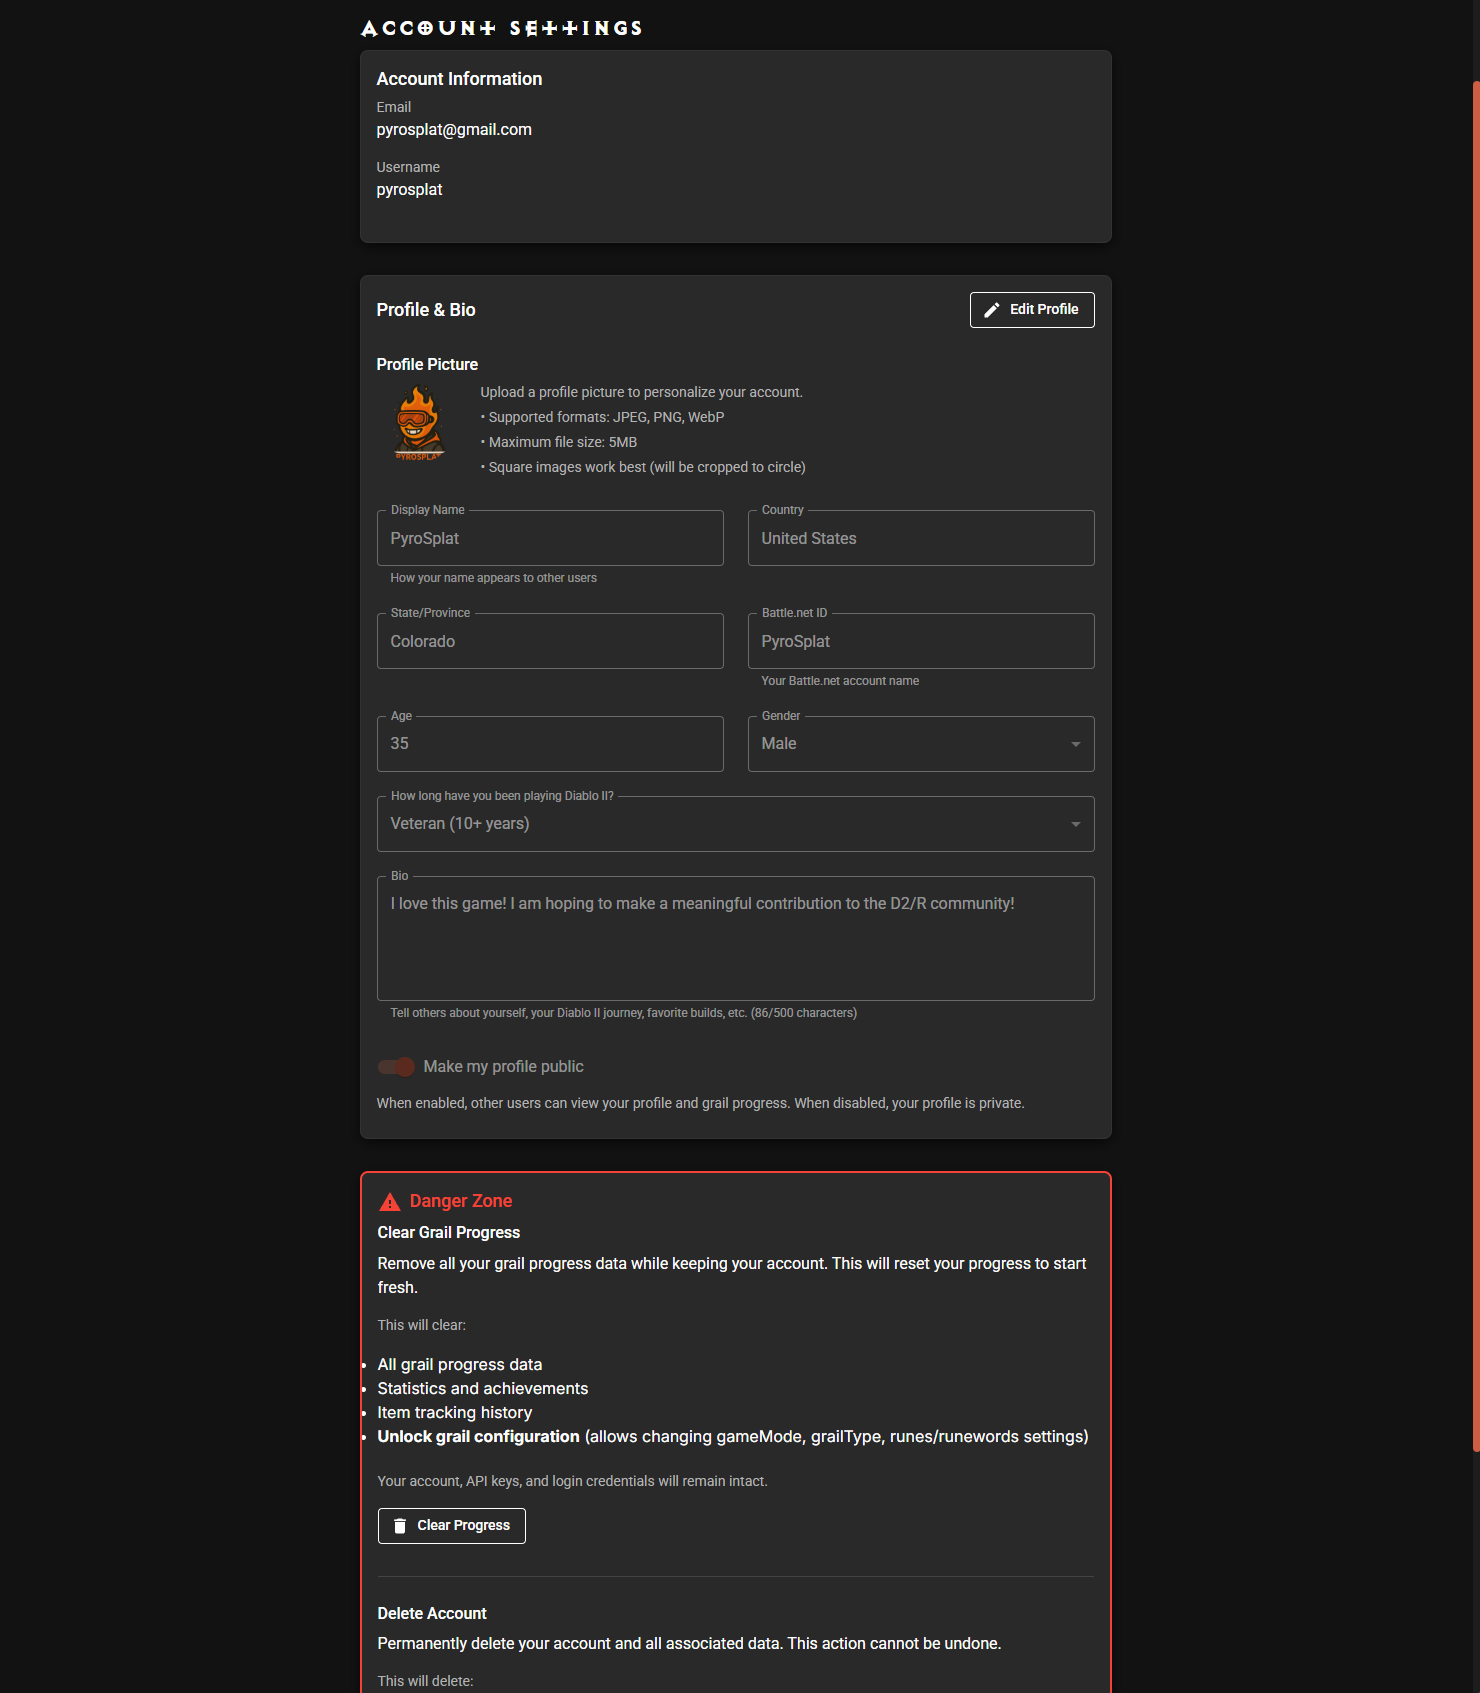 Account Settings
Account Information
Email
pyrosplat@gmail.com
Username
pyrosplat
Profile & Bio
Edit Profile
Profile Picture
PYROSPLAT
Upload a profile picture to personalize your account.
• Supported formats: JPEG, PNG, WebP
• Maximum file size: 5MB
• Square images work best (will be cropped to circle)
Display Name
PyroSplat
How your name appears to other users
Country
United States
State/Province
Colorado
Battle.net ID
PyroSplat
Your Battle.net account name
Age
35
Gender
Male
How long have you been playing Diablo II?
Veteran (10+ years)
Bio
I love this game! I am hoping to make a meaningful contribution to the D2/R community!
Tell others about yourself, your Diablo II journey, favorite builds, etc. (86/500 characters)
Make my profile public
When enabled, other users can view your profile and grail progress. When disabled, your profile is private.
Danger Zone
Clear Grail Progress
Remove all your grail progress data while keeping your account. This will reset your progress to start
fresh.
This will clear:
• All grail progress data
• Statistics and achievements
• Item tracking history
• Unlock grail configuration (allows changing gameMode, grailType, runes/runewords settings)
Your account, API keys, and login credentials will remain intact.
Clear Progress
Delete Account
Permanently delete your account and all associated data. This action cannot be undone.
This will delete: